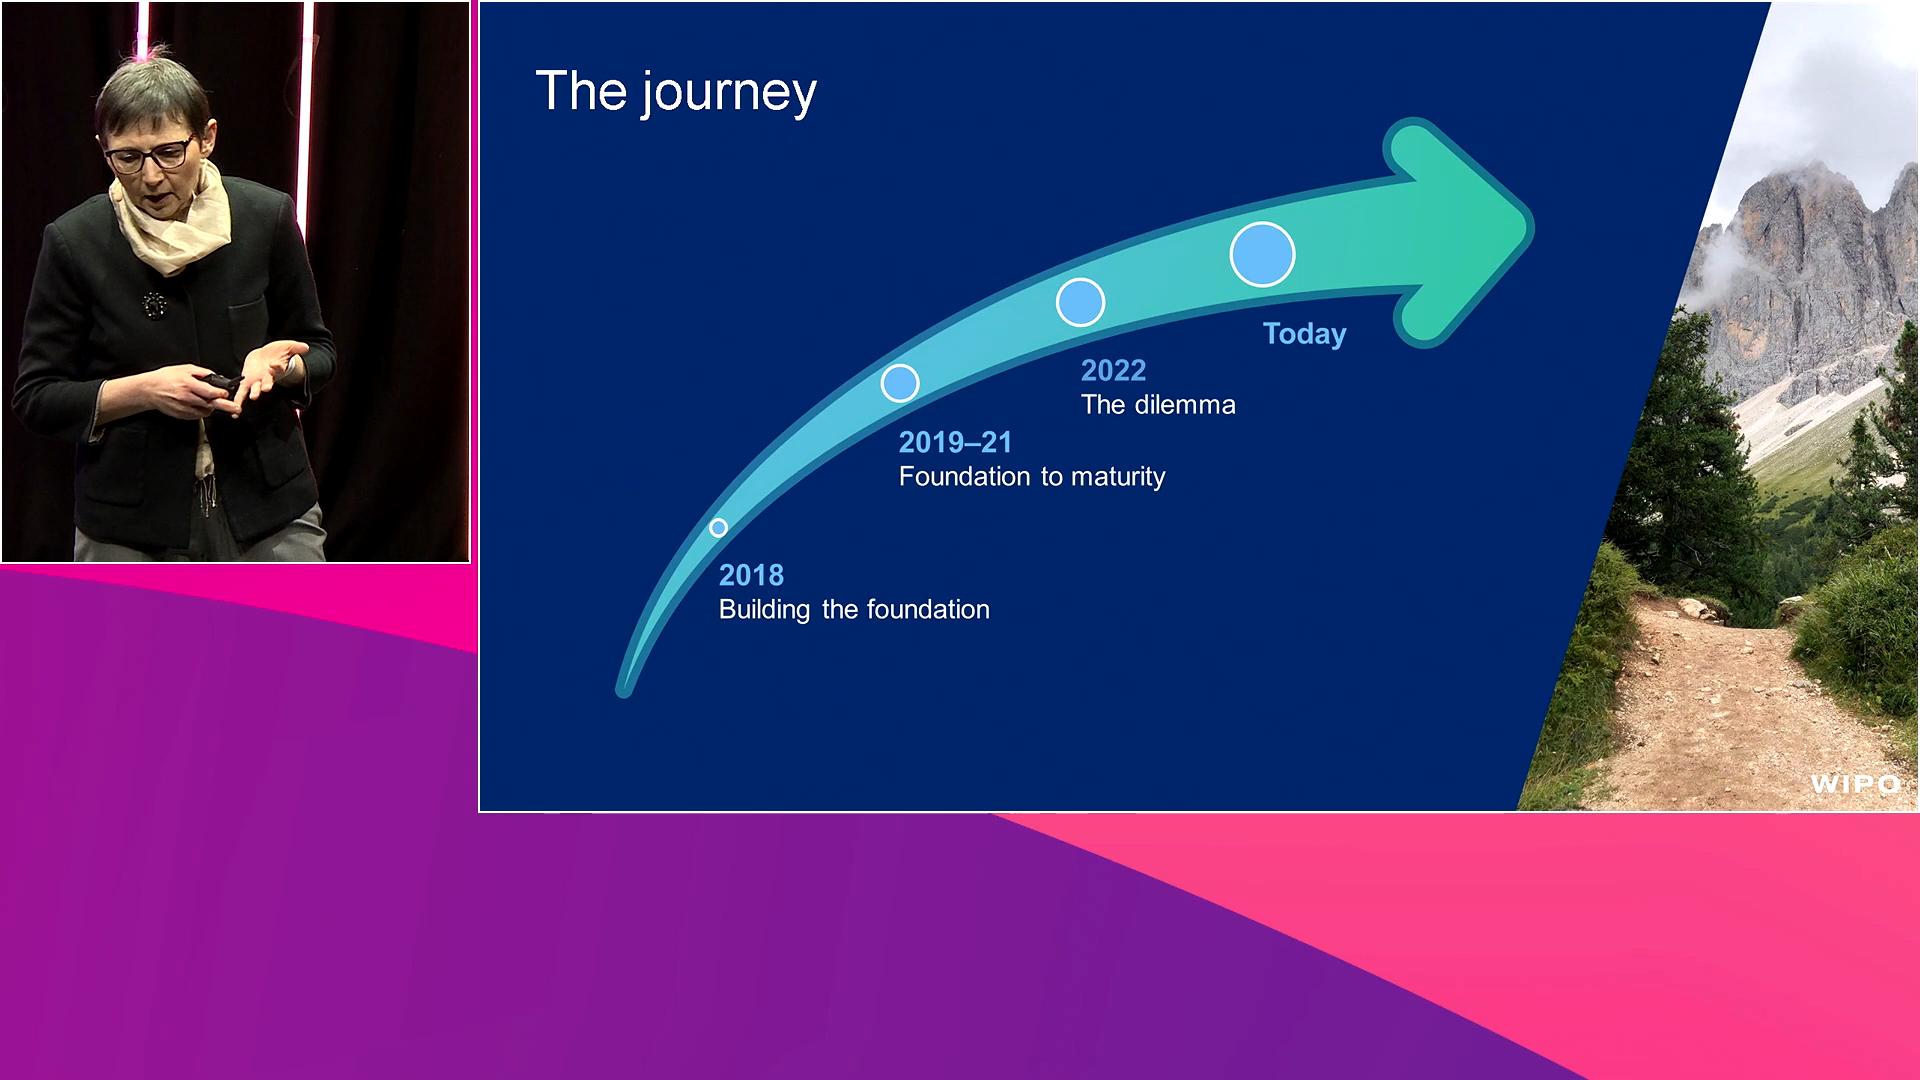 The journey
Today
2022
The dilemma
2019–21
Foundation to maturity
2018
Building the foundation
WIPO